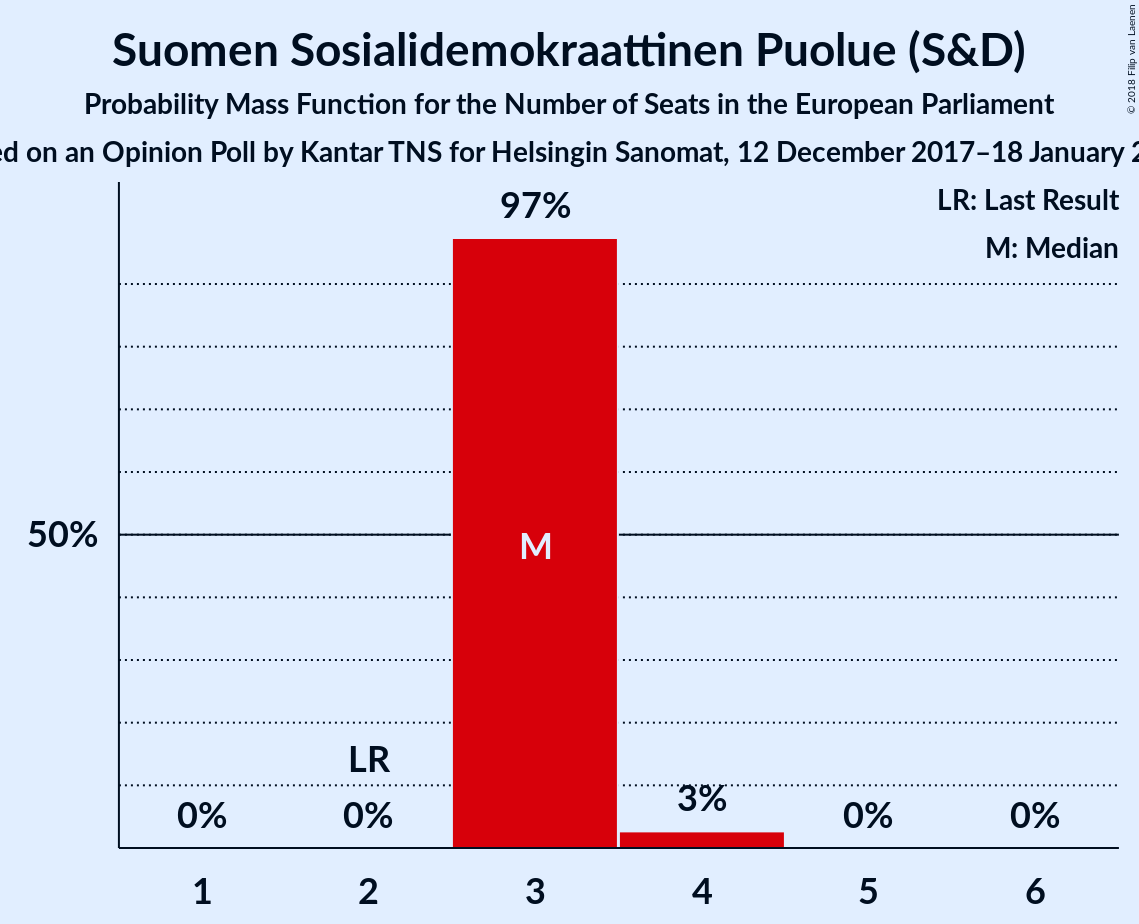 Suomen Sosialidemokraattinen Puolue (S&D)
Probability Mass Function for the Number of Seats in the European Parliament
on an Opinion Poll by Kantar TNS for Helsingin Sanomat, 12 December 2017–18 January
© 2018 Filip van Laenen
LR: Last Result
M: Median
97%
50%
M
LR
0%
0%
3%
0%
0%
1 2 3 4 5 6